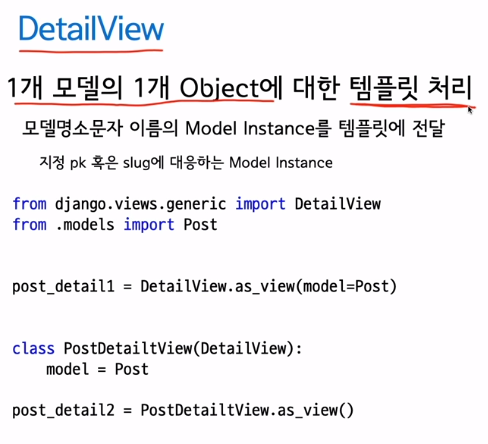 DetailView
1개 모델의 1개 Object에 대한 템플릿 처리
모델명소문자 이름의 Model Instance를 템플릿에 전달
지정 pk 혹은 slug에 대응하는 Model Instance
from django.views.generic import DetailView
from .models import Post
post_detail1 = DetailView.as_view(model=Post)
class PostDetailtView(DetailView):
    model = Post
post_detail2 = PostDetailtView.as_view()